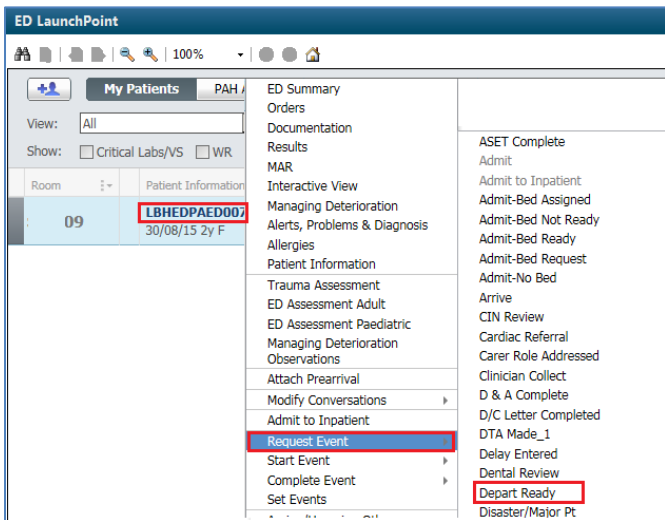 ED LaunchPoint
100%
My Patients
PAH
View: All
Show: Critical Labs/VS WR
Room Patient Information
09
LBHEDPAED007
30/08/15 2y F
ED Summary
Orders
Documentation
Results
MAR
Interactive View
Managing Deterioration
Alerts, Problems & Diagnosis
Allergies
Patient Information
Trauma Assessment
ED Assessment Adult
ED Assessment Paediatric
Managing Deterioration
Observations
Attach Prearrival
Modify Conversations
Admit to Inpatient
Request Event
Start Event
Complete Event
Set Events
ASET Complete
Admit
Admit to Inpatient
Admit-Bed Assigned
Admit-Bed Not Ready
Admit-Bed Ready
Admit-Bed Request
Admit-No Bed
Arrive
CIN Review
Cardiac Referral
Carer Role Addressed
Clinician Collect
D & A Complete
D/C Letter Completed
DTA Made_1
Delay Entered
Dental Review
Depart Ready
Disaster/Major Pt